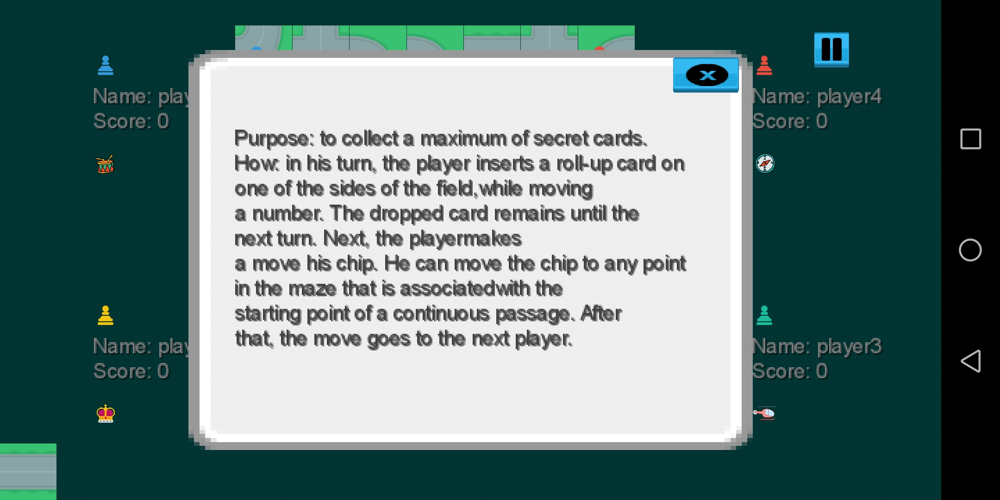 Name: play
Score: 0
Name: player4
Score: 0
Purpose: to collect a maximum of secret cards.
How: in his turn, the player inserts a roll-up card on
one of the sides of the field,while moving
a number. The dropped card remains until the
next turn. Next, the playermakes
a move his chip. He can move the chip to any point
in the maze that is associatedwith the
starting point of a continuous passage. After
that, the move goes to the next player.
Name: play
Score: 0
Name: player3
Score: 0